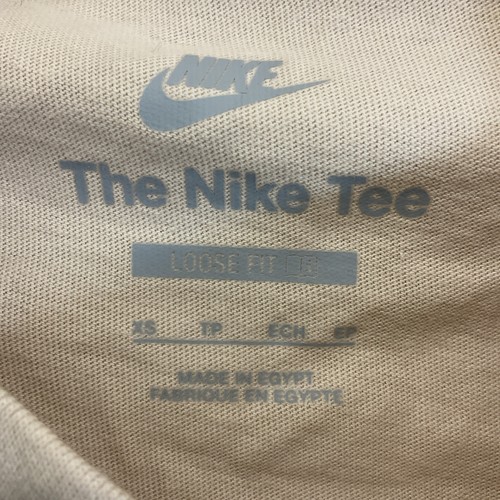 NIKE
The Nike Tee
LOOSE FIT
XS TP ECH EP
MADE IN EGYPT
FABRIQUE EN EGYPTE